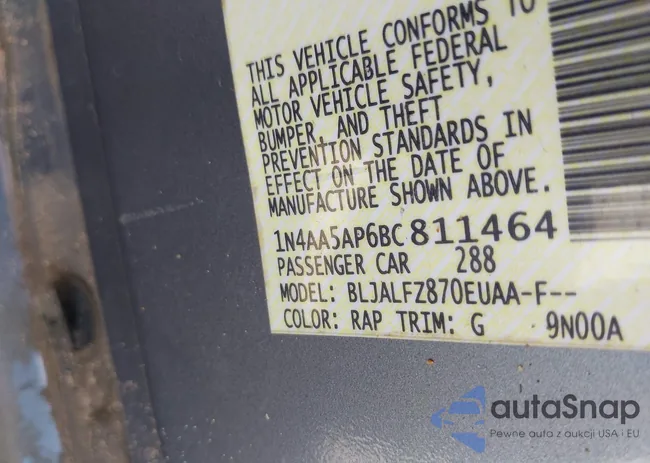 THIS VEHICLE CONFORMS TO
ALL APPLICABLE FEDERAL
MOTOR VEHICLE SAFETY,
BUMPER, AND THEFT
PREVENTION STANDARDS IN
EFFECT ON THE DATE OF
MANUFACTURE SHOWN ABOVE.
1N4AA5AP6BC811464
PASSENGER CAR 288
MODEL: BLJALFZ870EUAA-F--
COLOR: RAP TRIM: G 9N00A
autaSnap
Pewne auta z aukcji USA i EU